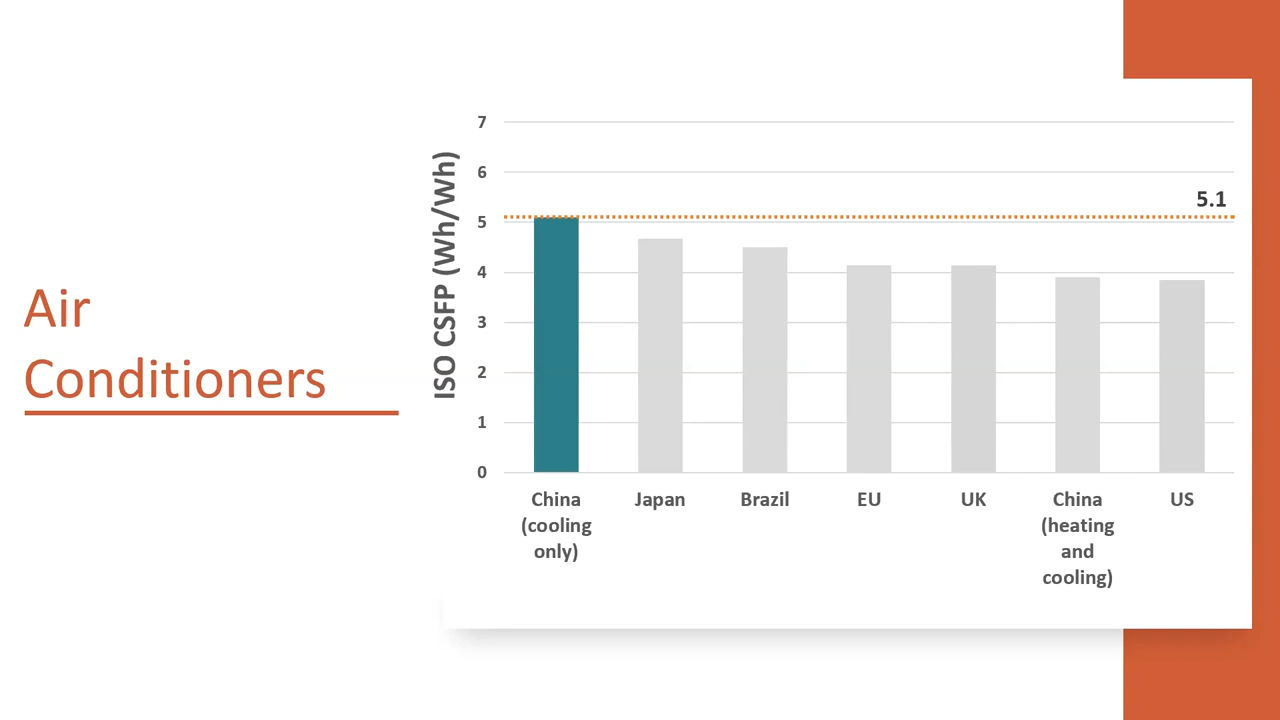 Air
Conditioners
ISO CSFP (Wh/Wh)
7
6
5
4
3
2
1
0
5.1
China
(cooling
only)
Japan
Brazil
EU
UK
China
(heating
and
cooling)
US